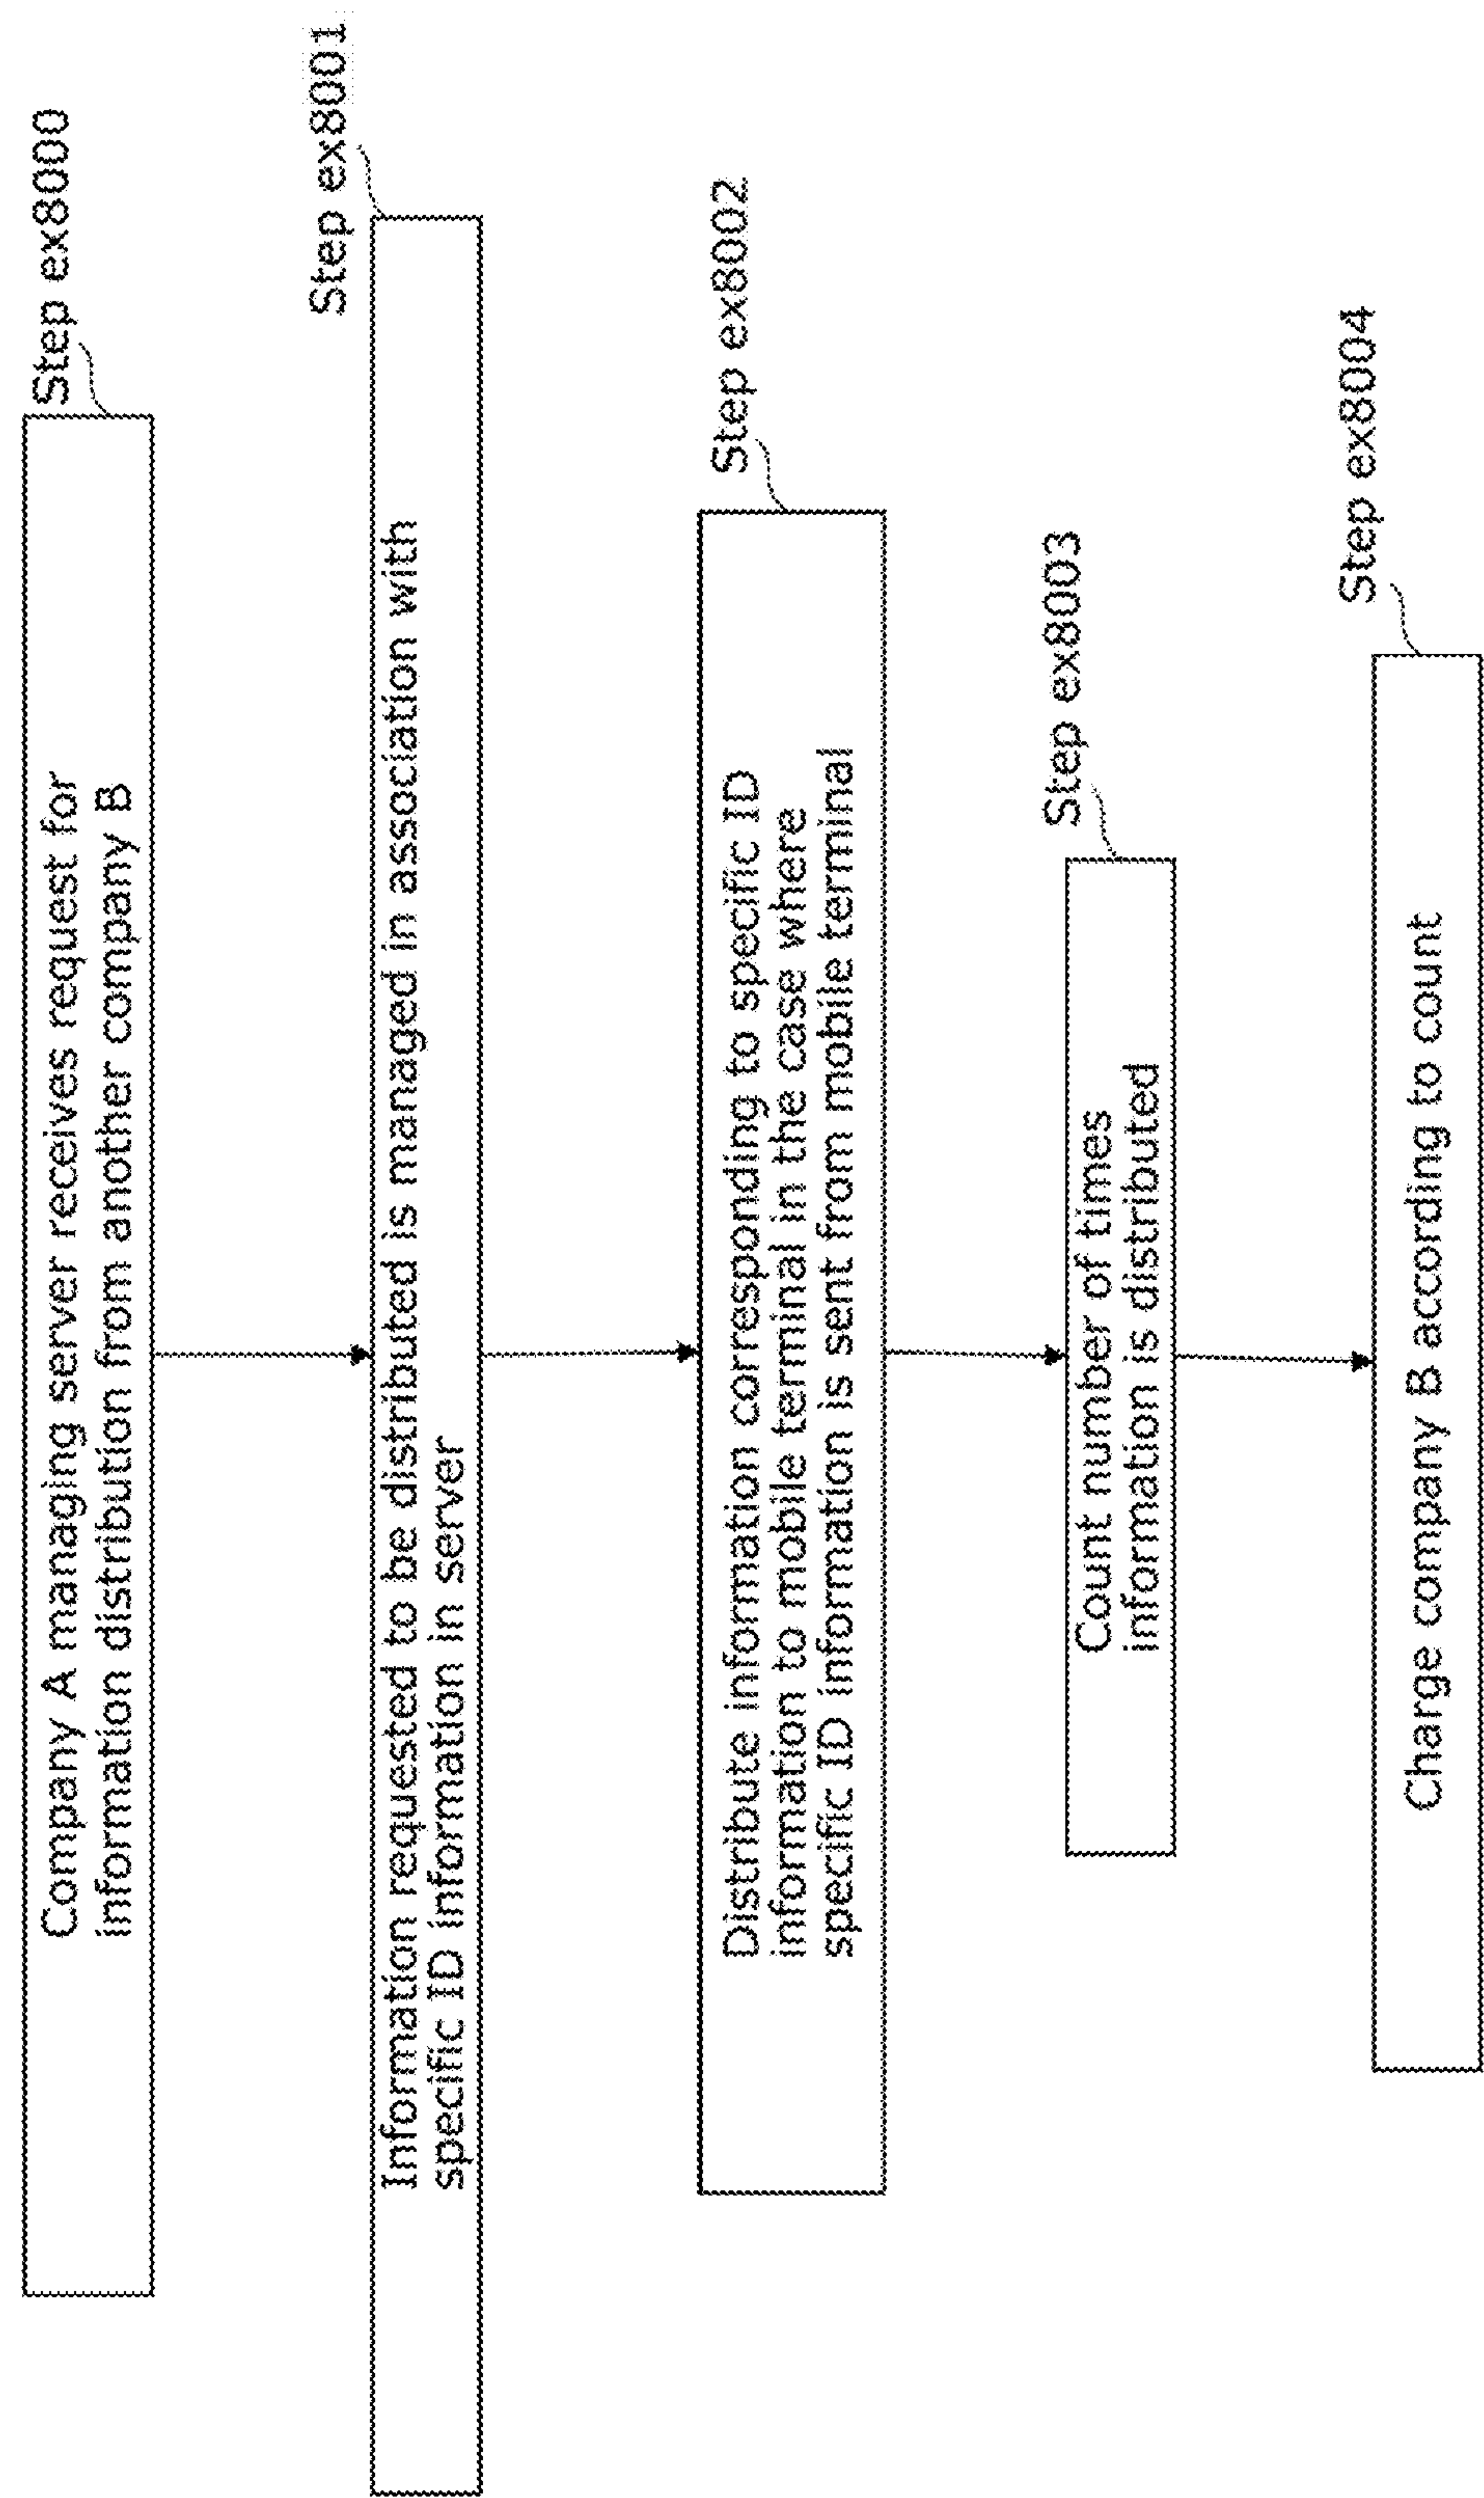 Step ex8000
Company A managing server receives request for
information distribution from another company B
Step ex8001
Information requested to be distributed is managed in association with
specific ID information in server
Step ex8002
Distribute information corresponding to specific ID
information to mobile terminal in the case where
specific ID information is sent from mobile terminal
Step ex8003
Count number of times
information is distributed
Step ex8004
Charge company B according to count